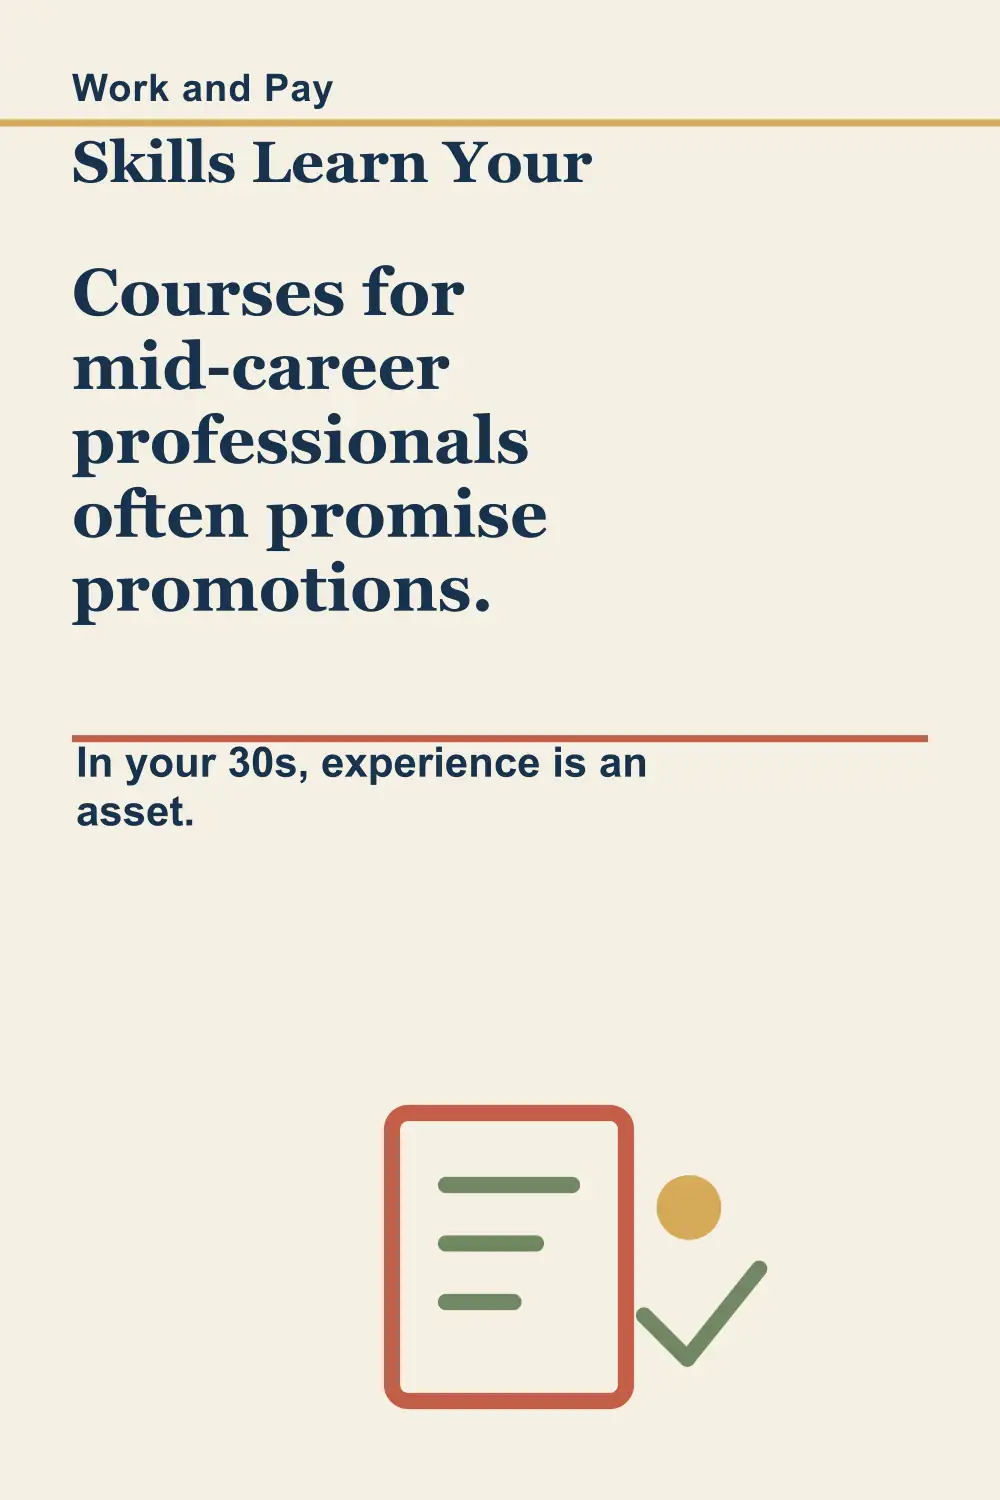 Work and Pay
Skills Learn Your
Courses for
mid-career
professionals
often promise
promotions.
In your 30s, experience is an
asset.